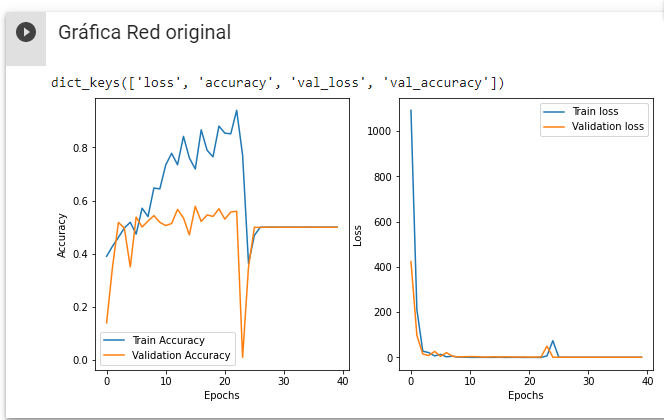 Gráfica Red original
dict_keys(['loss', 'accuracy', 'val_loss', 'val_accuracy'])
Accuracy
0.8
0.6
0.4
0.2
0.0
Train Accuracy
Validation Accuracy
0
10
20
30
40
Epochs
Loss
1000
800
600
400
200
0
Train loss
Validation loss
0
10
20
30
40
Epochs